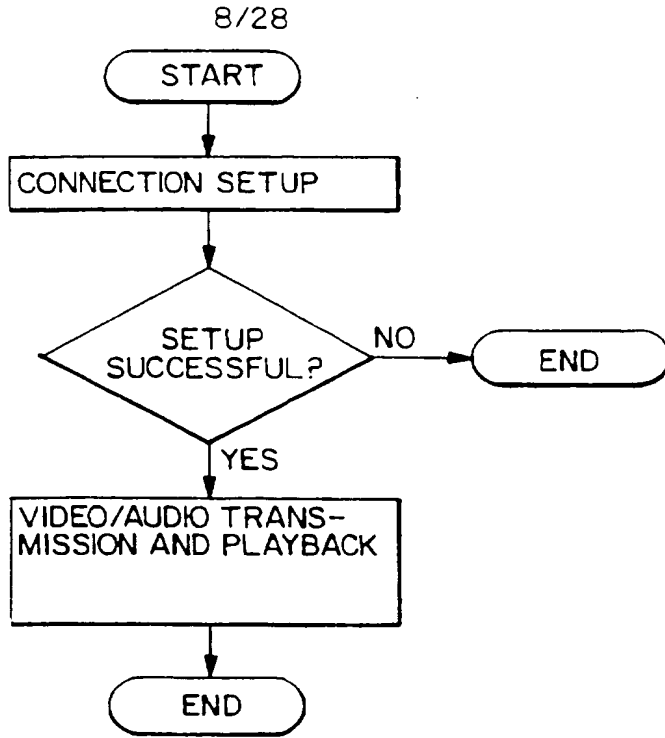 8/28
START
CONNECTION SETUP
SETUP
SUCCESSFUL?
NO
END
YES
VIDEO/AUDIO TRANS-
MISSION AND PLAYBACK
END